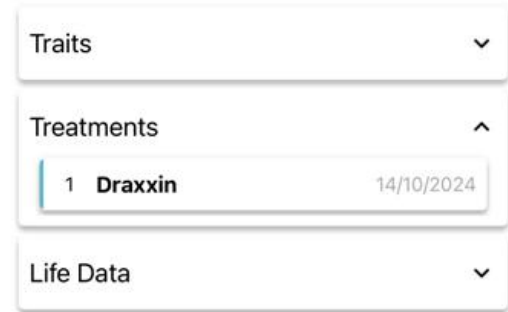 Traits
Treatments
1 Draxxin 14/10/2024
Life Data